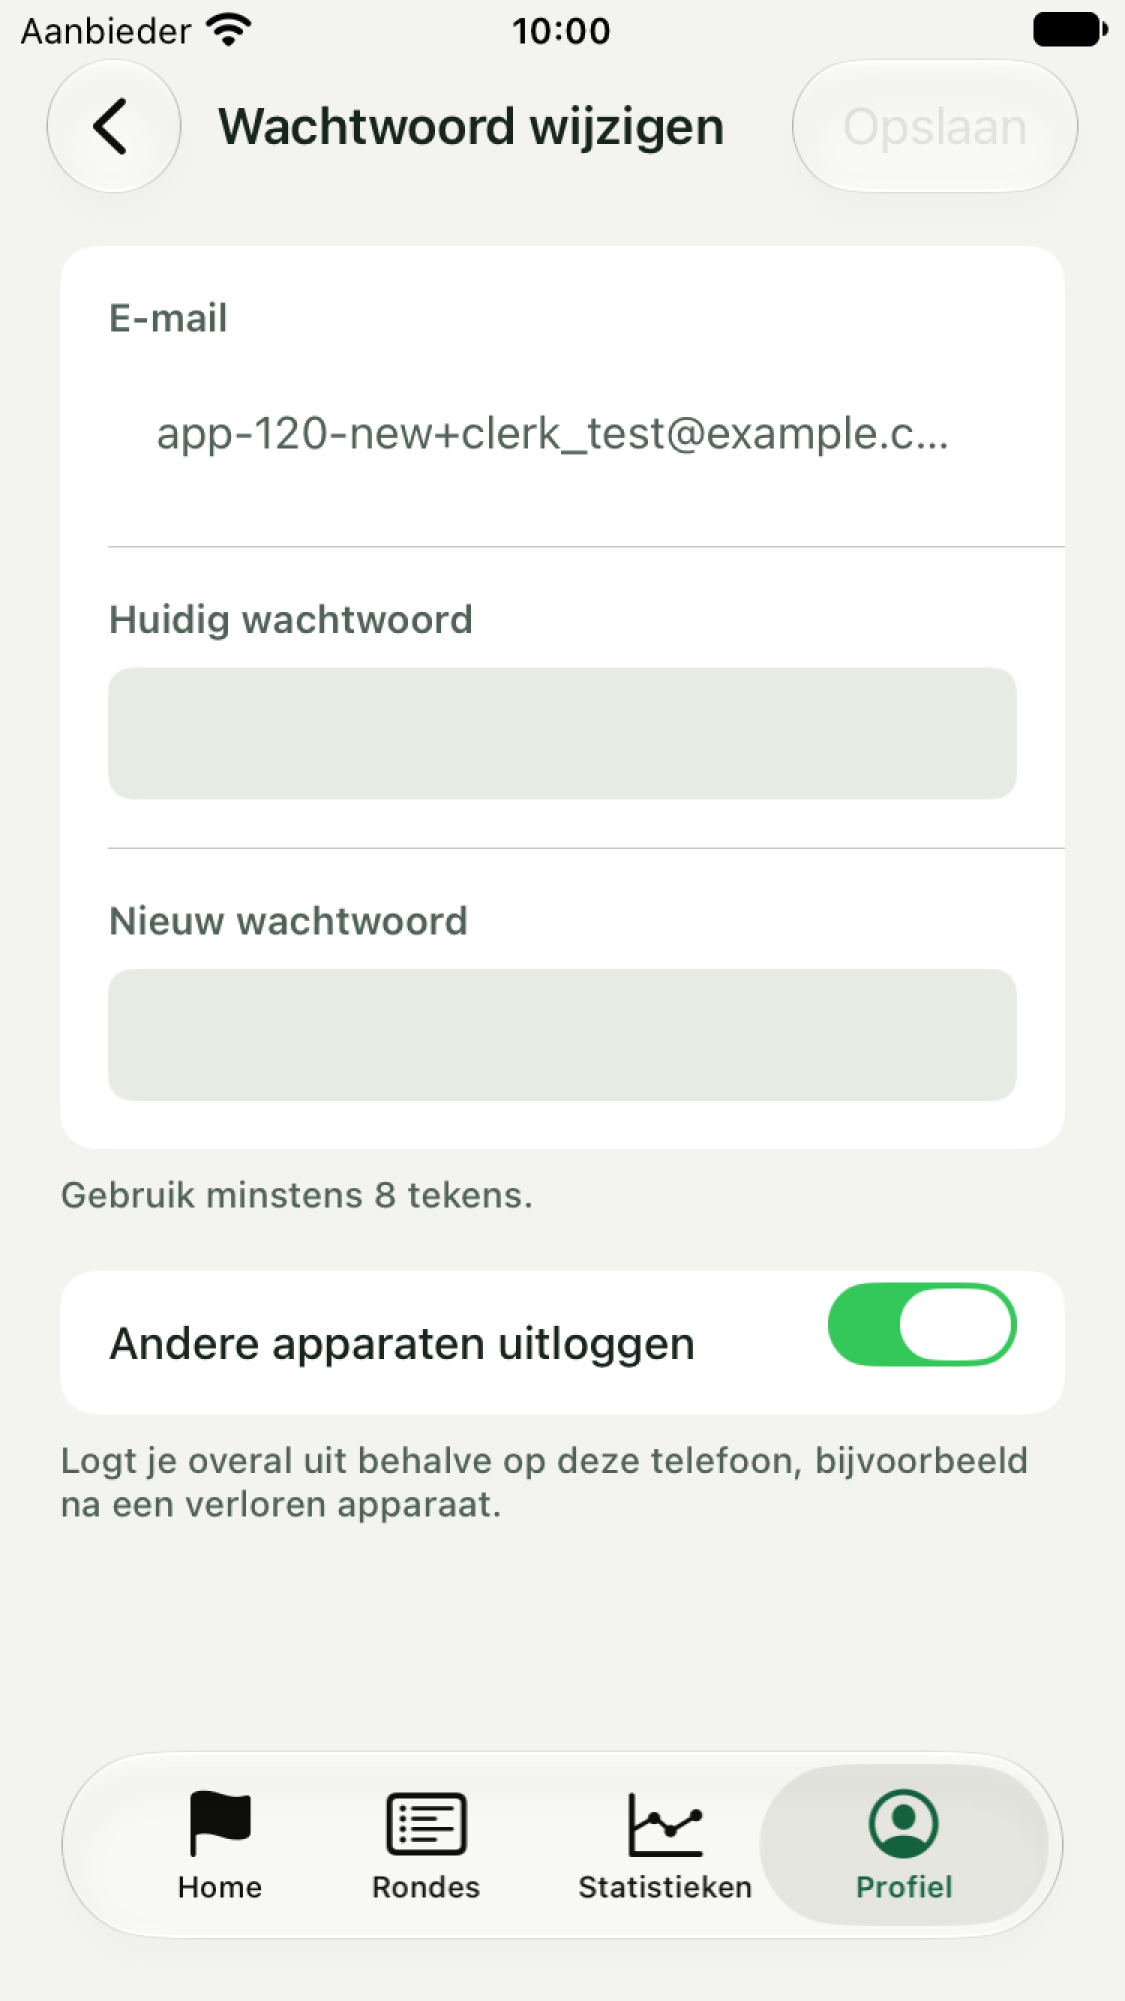 Aanbieder 10:00
Wachtwoord wijzigen
Opslaan
E-mail
app-120-new+clerk_test@example.c...
Huidig wachtwoord
Nieuw wachtwoord
Gebruik minstens 8 tekens.
Andere apparaten uitloggen
Logt je overal uit behalve op deze telefoon, bijvoorbeeld
na een verloren apparaat.
Home
Rondes
Statistieken
Profiel